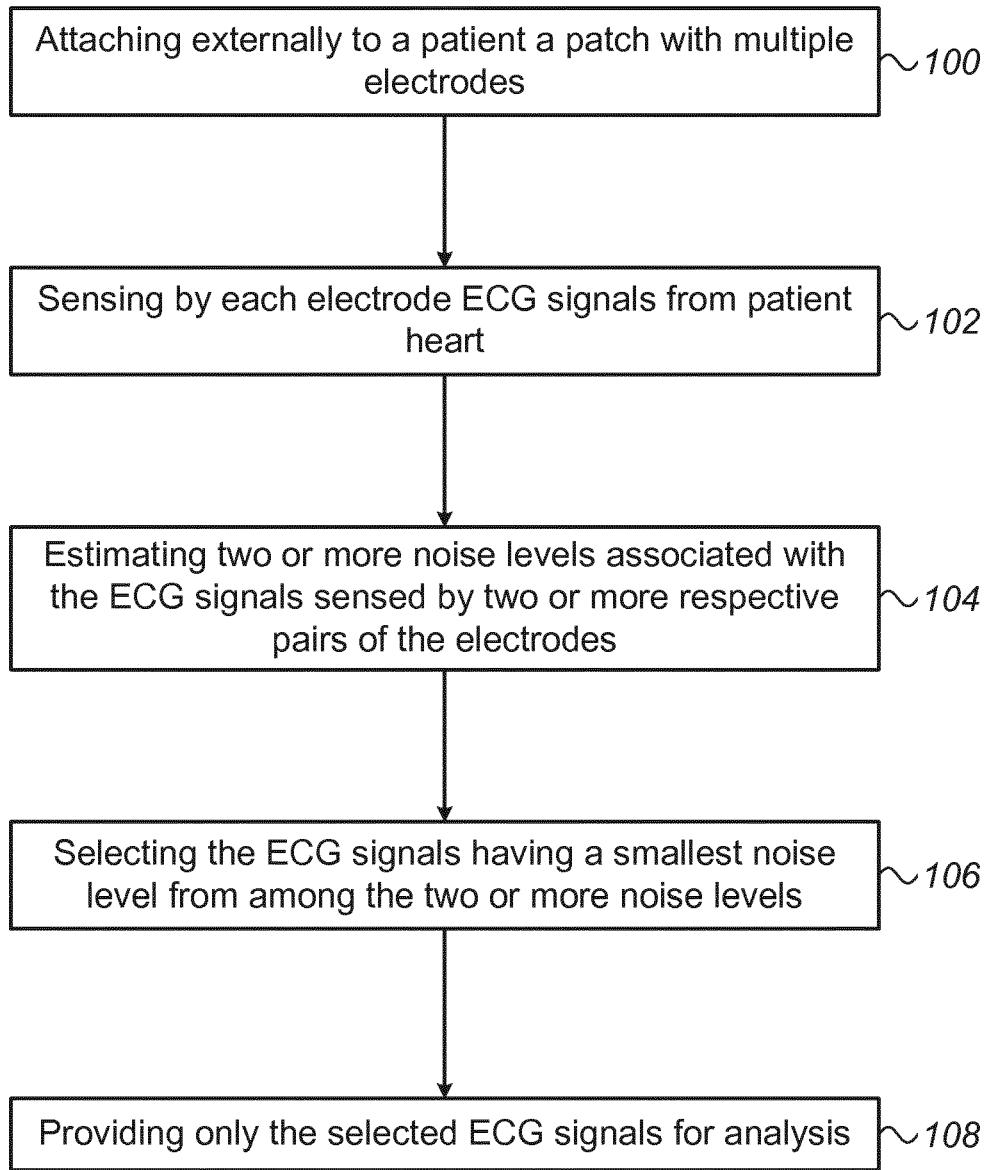 Attaching externally to a patient a patch with multiple
electrodes
100
Sensing by each electrode ECG signals from patient
heart
102
Estimating two or more noise levels associated with
the ECG signals sensed by two or more respective
pairs of the electrodes
104
Selecting the ECG signals having a smallest noise
level from among the two or more noise levels
106
Providing only the selected ECG signals for analysis
108